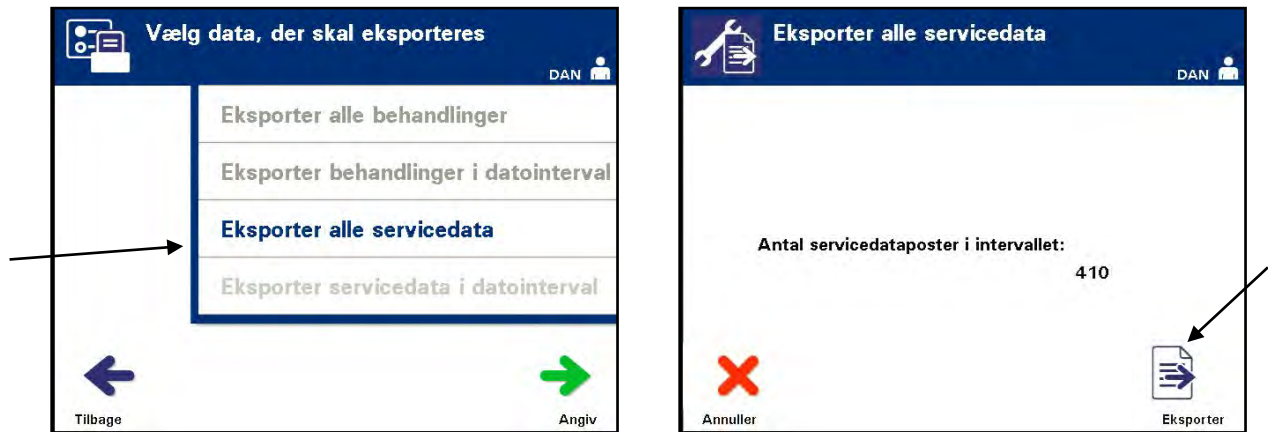 Vælg data, der skal eksporteres
DAN
Eksporter alle behandlinger
Eksporter behandlinger i datointerval
Eksporter alle servicedata
Eksporter servicedata i datointerval
Tilbage
Angiv
Eksporter alle servicedata
DAN
Antal servicedataposter i intervallet:
410
Annuller
Eksporter